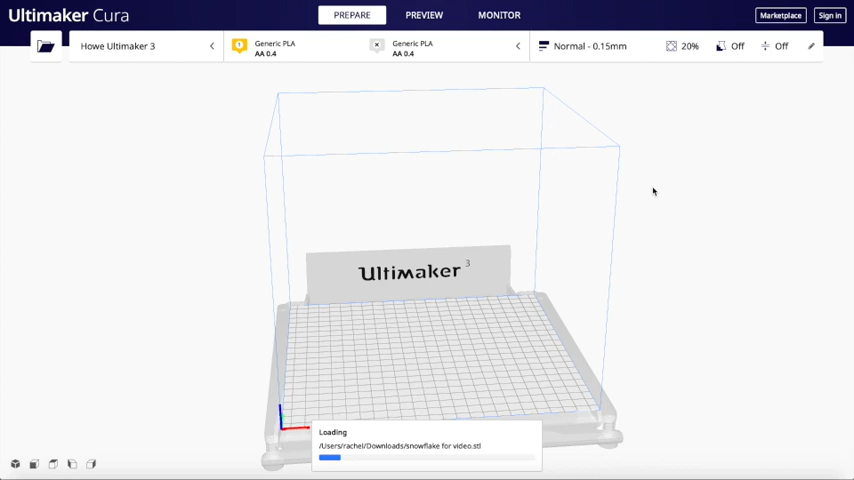 Ultimaker Cura
PREPARE
PREVIEW
MONITOR
Marketplace
Sign in
Howe Ultimaker 3
1
Generic PLA
AA 0.4
Generic PLA
AA 0.4
Normal - 0.15mm
20%
Off
Off
Ultimaker 3
Loading
/Users/rachel/Downloads/snowflake for video.stl